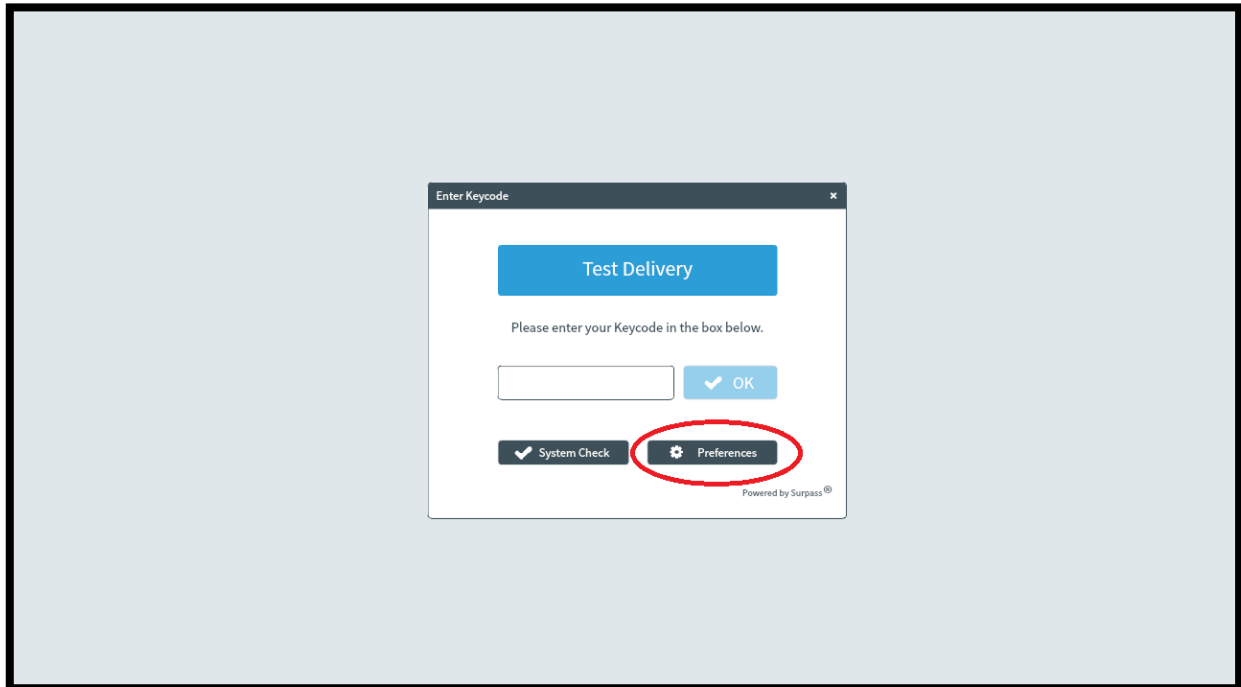 Enter Keycode
Test Delivery
Please enter your Keycode in the box below.
OK
System Check
Preferences
Powered by Surpass®